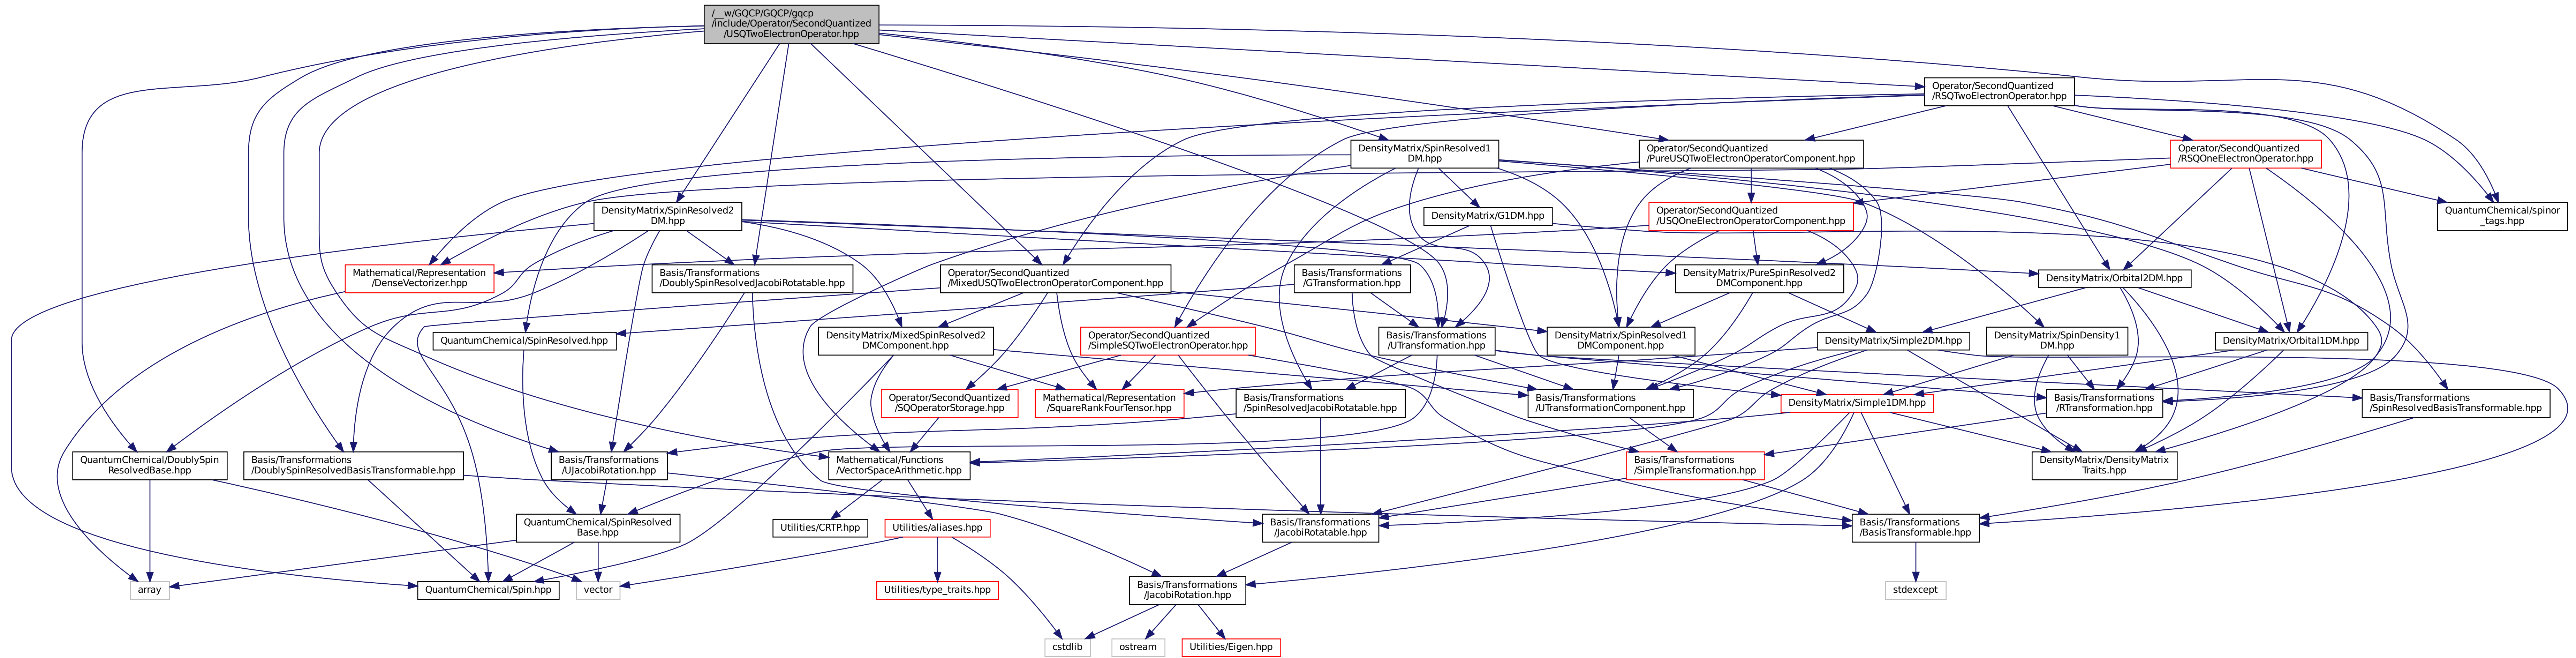 /__w/GQCP/GQCP/gqcp
/include/Operator/SecondQuantized
/USQTwoElectronOperator.hpp
Operator/SecondQuantized
/RSQTwoElectronOperator.hpp
DensityMatrix/SpinResolved1
DM.hpp
Operator/SecondQuantized
/PureUSQTwoElectronOperatorComponent.hpp
Operator/SecondQuantized
/RSQOneElectronOperator.hpp
DensityMatrix/SpinResolved2
DM.hpp
DensityMatrix/G1DM.hpp
Operator/SecondQuantized
/USQOneElectronOperatorComponent.hpp
QuantumChemical/spinor
_tags.hpp
Mathematical/Representation
/DenseVectorizer.hpp
Basis/Transformations
/DoublySpinResolvedJacobiRotatable.hpp
Operator/SecondQuantized
/MixedUSQTwoElectronOperatorComponent.hpp
Basis/Transformations
/GTransformation.hpp
DensityMatrix/PureSpinResolved2
DMComponent.hpp
DensityMatrix/Orbital2DM.hpp
QuantumChemical/SpinResolved.hpp
DensityMatrix/MixedSpinResolved2
DMComponent.hpp
Operator/SecondQuantized
/SimpleSQTwoElectronOperator.hpp
Basis/Transformations
/UTransformation.hpp
DensityMatrix/SpinResolved1
DMComponent.hpp
DensityMatrix/Simple2DM.hpp
DensityMatrix/SpinDensity1
DM.hpp
DensityMatrix/Orbital1DM.hpp
Operator/SecondQuantized
/SQOperatorStorage.hpp
Mathematical/Representation
/SquareRankFourTensor.hpp
Basis/Transformations
/SpinResolvedJacobiRotatable.hpp
Basis/Transformations
/UTransformationComponent.hpp
DensityMatrix/Simple1DM.hpp
Basis/Transformations
/RTransformation.hpp
Basis/Transformations
/SpinResolvedBasisTransformable.hpp
QuantumChemical/DoublySpin
ResolvedBase.hpp
Basis/Transformations
/DoublySpinResolvedBasisTransformable.hpp
Basis/Transformations
/UJacobiRotation.hpp
Mathematical/Functions
/VectorSpaceArithmetic.hpp
Basis/Transformations
/SimpleTransformation.hpp
DensityMatrix/DensityMatrix
Traits.hpp
QuantumChemical/SpinResolved
Base.hpp
Utilities/CRTP.hpp
Utilities/aliases.hpp
Basis/Transformations
/JacobiRotatable.hpp
Basis/Transformations
/BasisTransformable.hpp
array
QuantumChemical/Spin.hpp
vector
Utilities/type_traits.hpp
Basis/Transformations
/JacobiRotation.hpp
stdexcept
cstdlib
ostream
Utilities/Eigen.hpp